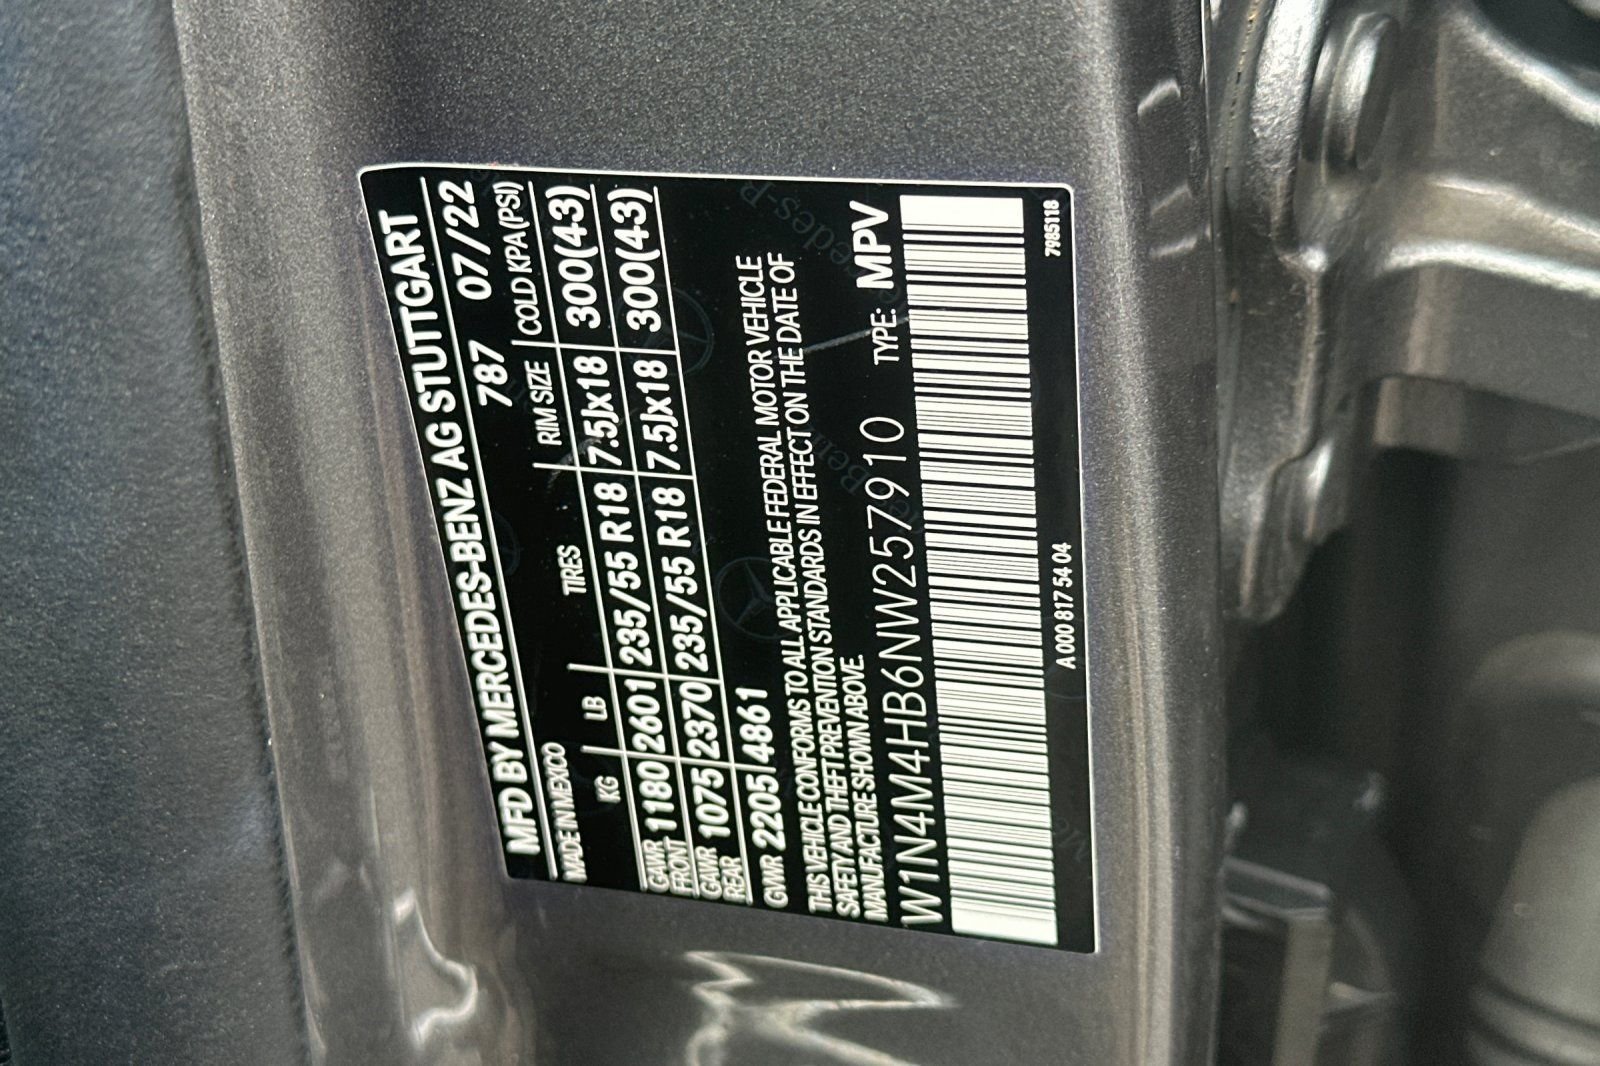 MFD BY MERCEDES-BENZ AG STUTTGART
MADE IN MEXICO 787 07/22
KG LB TIRES RIM SIZE COLD KPA (PSI)
GAWR FRONT 1180 2601 235/55 R18 7.5Jx18 300(43)
GAWR REAR 1075 2370 235/55 R18 7.5Jx18 300(43)
GVWR 2205 4861
THIS VEHICLE CONFORMS TO ALL APPLICABLE FEDERAL MOTOR VEHICLE
SAFETY AND THEFT PREVENTION STANDARDS IN EFFECT ON THE DATE OF
MANUFACTURE SHOWN ABOVE.
W1N4M4HB6NW257910 TYPE: MPV
A 000 817 54 04 7985118